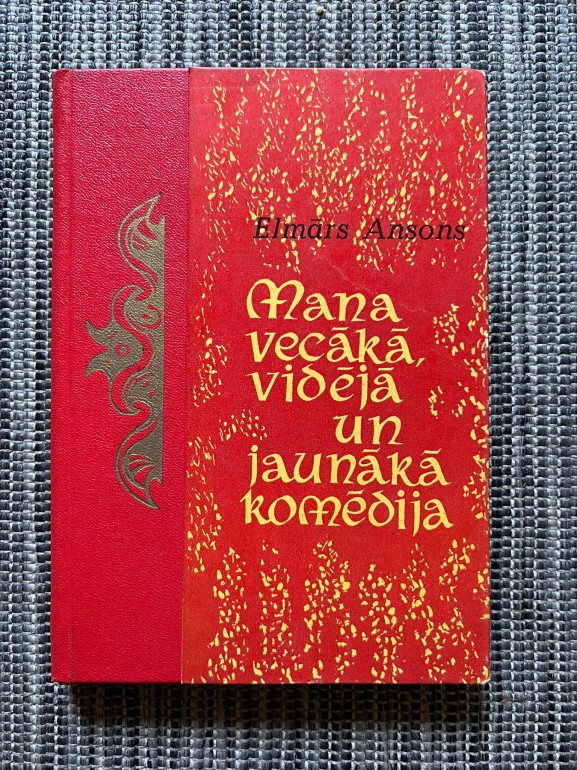 Elmārs Ansons
Mana
vecākā,
vidējā
un
jaunākā
komēdija